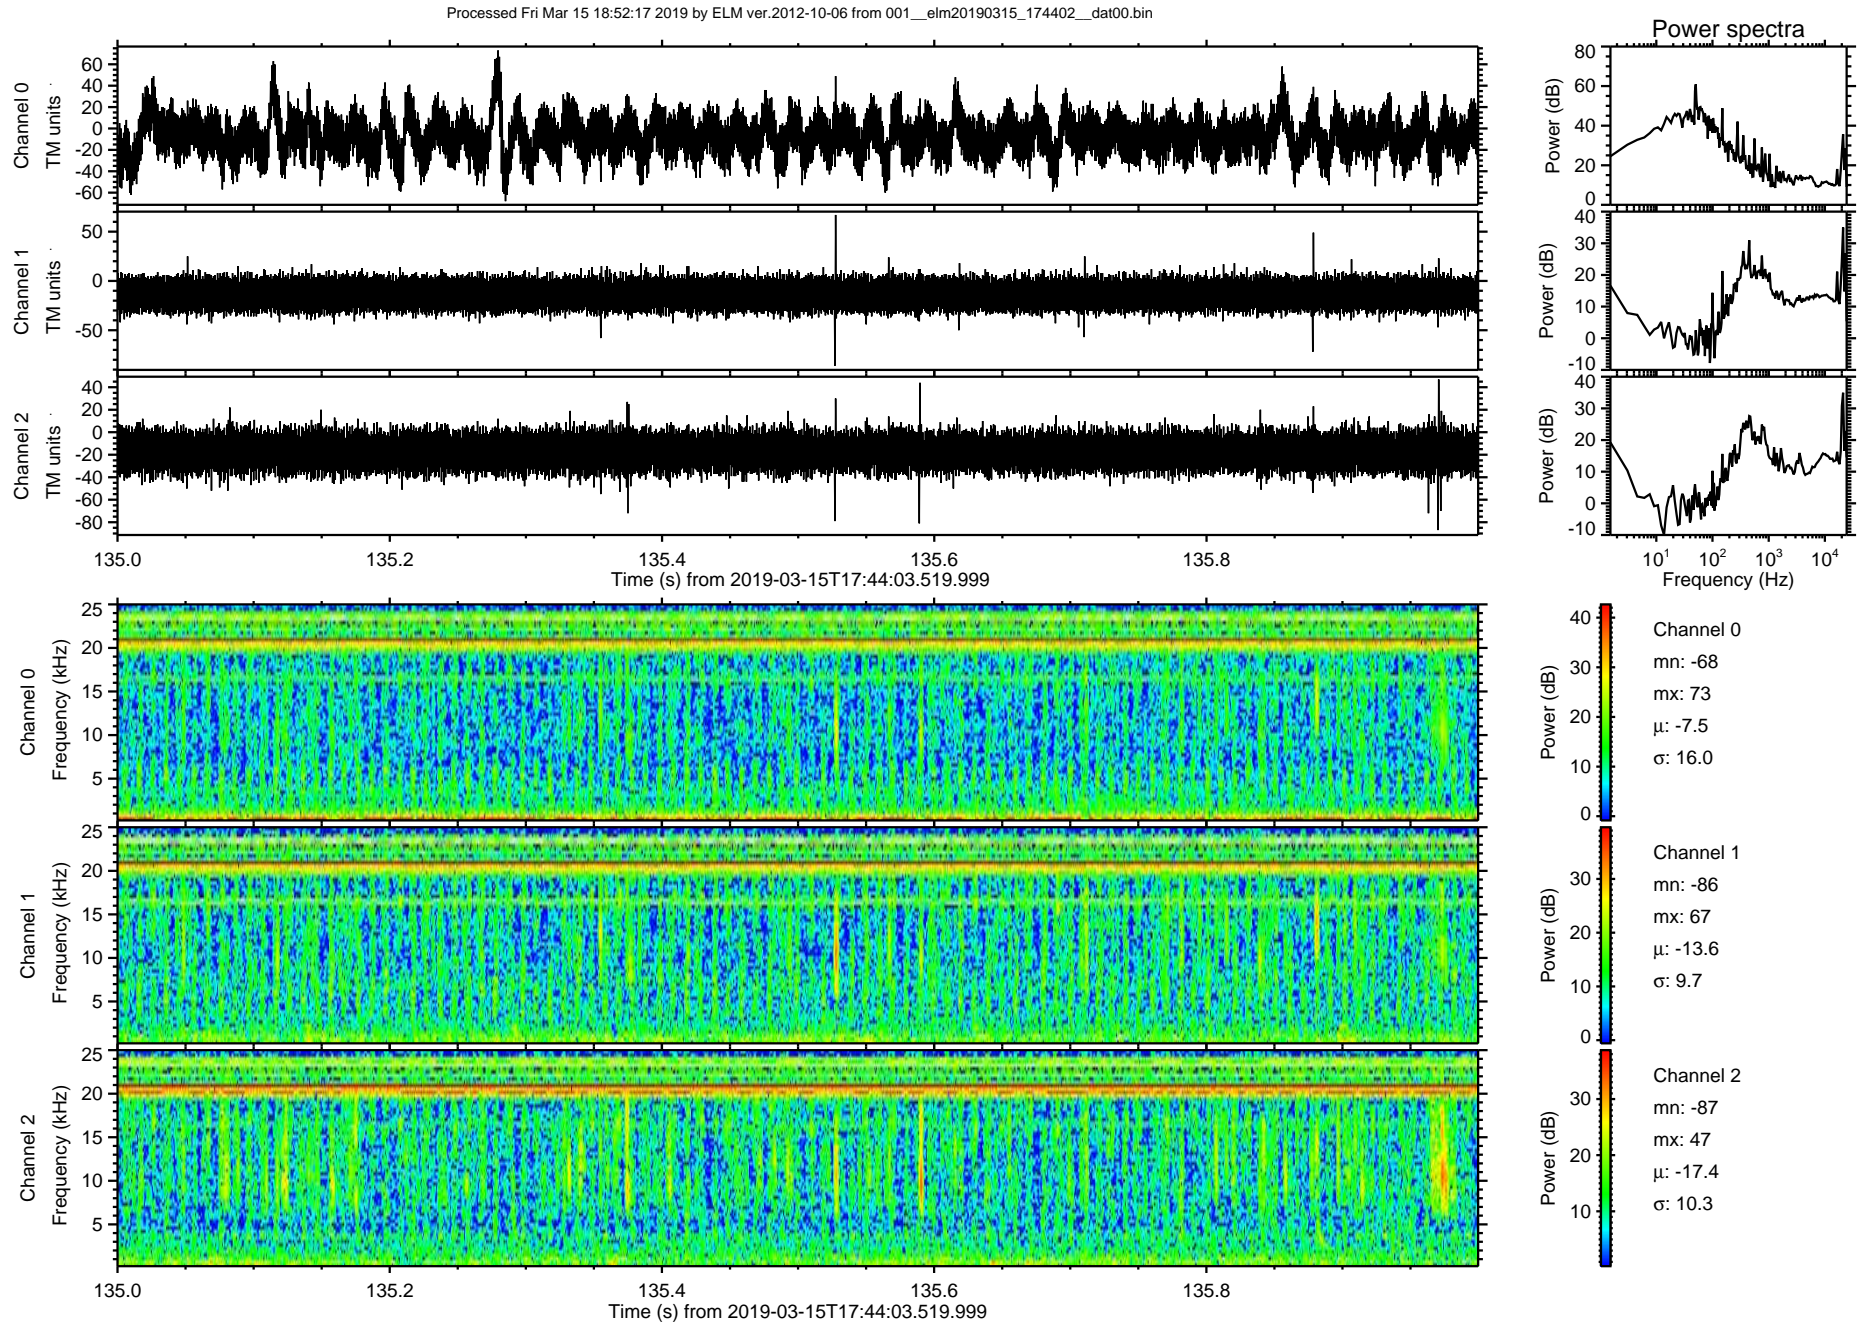 Processed Fri Mar 15 18:52:17 2019 by ELM ver.2012-10-06 from 001__elm20190315_174402__dat00.bin
Power spectra
Channel 0
TM units
60
40
20
0
-20
-40
-60
Power (dB)
80
60
40
20
0
Channel 1
TM units
50
0
-50
Power (dB)
40
30
20
10
0
-10
Channel 2
TM units
40
20
0
-20
-40
-60
-80
Power (dB)
40
30
20
10
0
-10
135.0 135.2 135.4 135.6 135.8
Time (s) from 2019-03-15T17:44:03.519.999
10¹ 10² 10³ 10⁴
Frequency (Hz)
Channel 0
Frequency (kHz)
25
20
15
10
5
Power (dB)
40
30
20
10
0
Channel 0
mn: -68
mx: 73
μ: -7.5
σ: 16.0
Channel 1
Frequency (kHz)
25
20
15
10
5
Power (dB)
30
20
10
0
Channel 1
mn: -86
mx: 67
μ: -13.6
σ: 9.7
Channel 2
Frequency (kHz)
25
20
15
10
5
Power (dB)
30
20
10
Channel 2
mn: -87
mx: 47
μ: -17.4
σ: 10.3
135.0 135.2 135.4 135.6 135.8
Time (s) from 2019-03-15T17:44:03.519.999